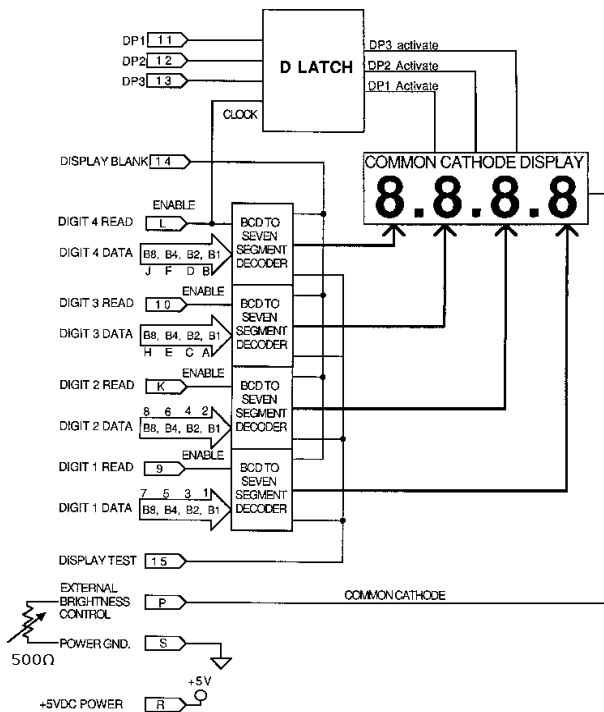 DP1 11
DP2 12
DP3 13
D LATCH
CLOCK
DP3 activate
DP2 Activate
DP1 Activate
DISPLAY BLANK 14
COMMON CATHODE DISPLAY
8.8.8.8
ENABLE
DIGIT 4 READ L
DIGIT 4 DATA B8, B4, B2, B1
J F D B
BCD TO
SEVEN
SEGMENT
DECODER
ENABLE
DIGIT 3 READ 10
DIGIT 3 DATA B8, B4, B2, B1
H E C A
BCD TO
SEVEN
SEGMENT
DECODER
ENABLE
DIGIT 2 READ K
8 6 4 2
DIGIT 2 DATA B8, B4, B2, B1
BCD TO
SEVEN
SEGMENT
DECODER
ENABLE
DIGIT 1 READ 9
7 5 3 1
DIGIT 1 DATA B8, B4, B2, B1
BCD TO
SEVEN
SEGMENT
DECODER
DISPLAY TEST 15
EXTERNAL
BRIGHTNESS
CONTROL
P
COMMON CATHODE
POWER GND. S
500Ω
+5V
+5VDC POWER R